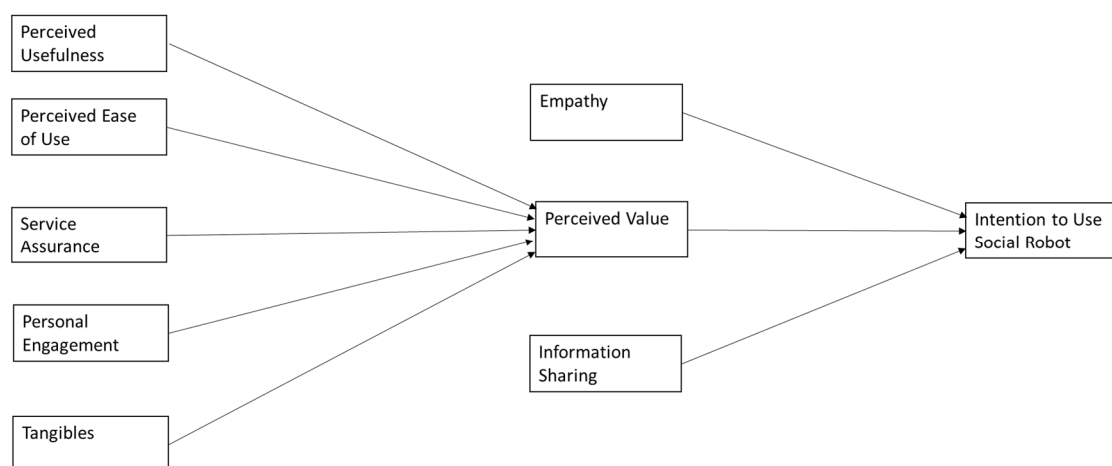 Perceived
Usefulness
Perceived Ease
of Use
Service
Assurance
Personal
Engagement
Tangibles
Empathy
Perceived Value
Information
Sharing
Intention to Use
Social Robot